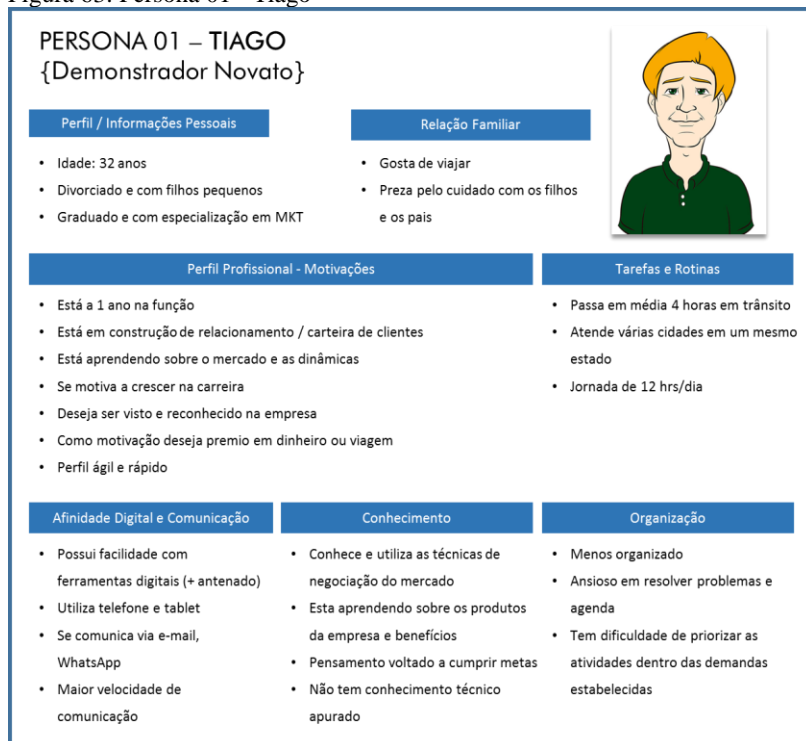 PERSONA 01 – TIAGO
{Demonstrador Novato}
Perfil / Informações Pessoais
• Idade: 32 anos
• Divorciado e com filhos pequenos
• Graduado e com especialização em MKT
Relação Familiar
• Gosta de viajar
• Preza pelo cuidado com os filhos
e os pais
Perfil Profissional - Motivações
• Está a 1 ano na função
• Está em construção de relacionamento / carteira de clientes
• Está aprendendo sobre o mercado e as dinâmicas
• Se motiva a crescer na carreira
• Deseja ser visto e reconhecido na empresa
• Como motivação deseja premio em dinheiro ou viagem
• Perfil ágil e rápido
Tarefas e Rotinas
• Passa em média 4 horas em trânsito
• Atende várias cidades em um mesmo
estado
• Jornada de 12 hrs/dia
Afinidade Digital e Comunicação
• Possui facilidade com
ferramentas digitais (+ antenado)
• Utiliza telefone e tablet
• Se comunica via e-mail,
WhatsApp
• Maior velocidade de
comunicação
Conhecimento
• Conhece e utiliza as técnicas de
negociação do mercado
• Esta aprendendo sobre os produtos
da empresa e benefícios
• Pensamento voltado a cumprir metas
• Não tem conhecimento técnico
apurado
Organização
• Menos organizado
• Ansioso em resolver problemas e
agenda
• Tem dificuldade de priorizar as
atividades dentro das demandas
estabelecidas